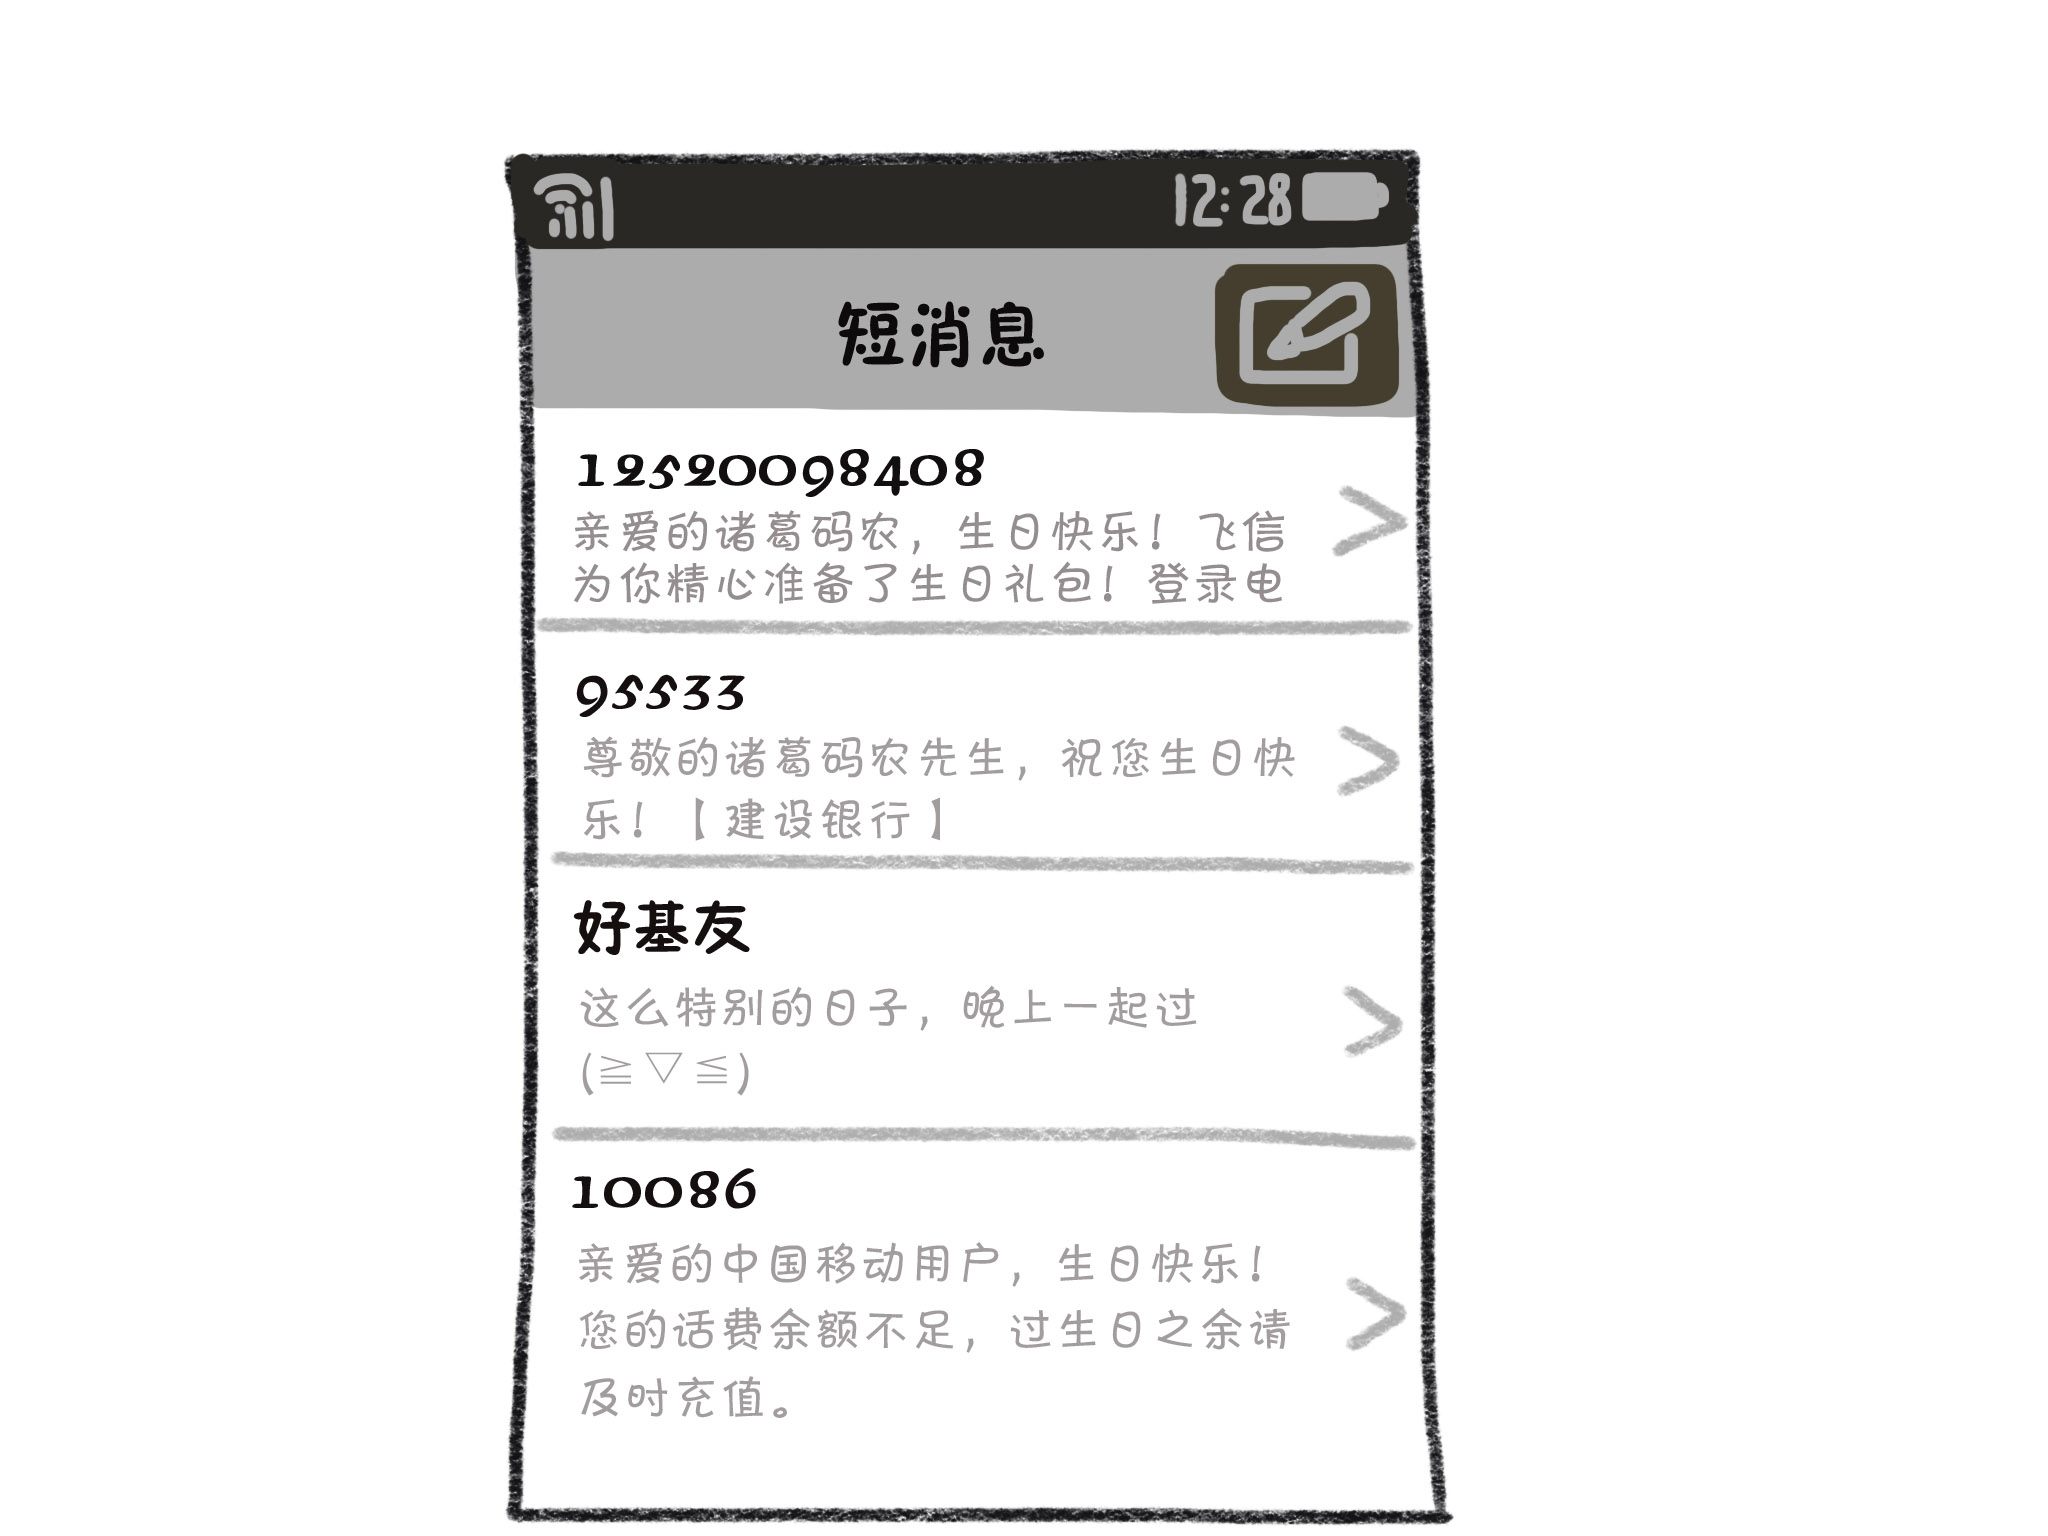 12:28
短消息
12520098408
亲爱的诸葛码农，生日快乐！飞信
为你精心准备了生日礼包！登录电
95533
尊敬的诸葛码农先生，祝您生日快
乐！【建设银行】
好基友
这么特别的日子，晚上一起过
(≧▽≦)
10086
亲爱的中国移动用户，生日快乐！
您的话费余额不足，过生日之余请
及时充值。